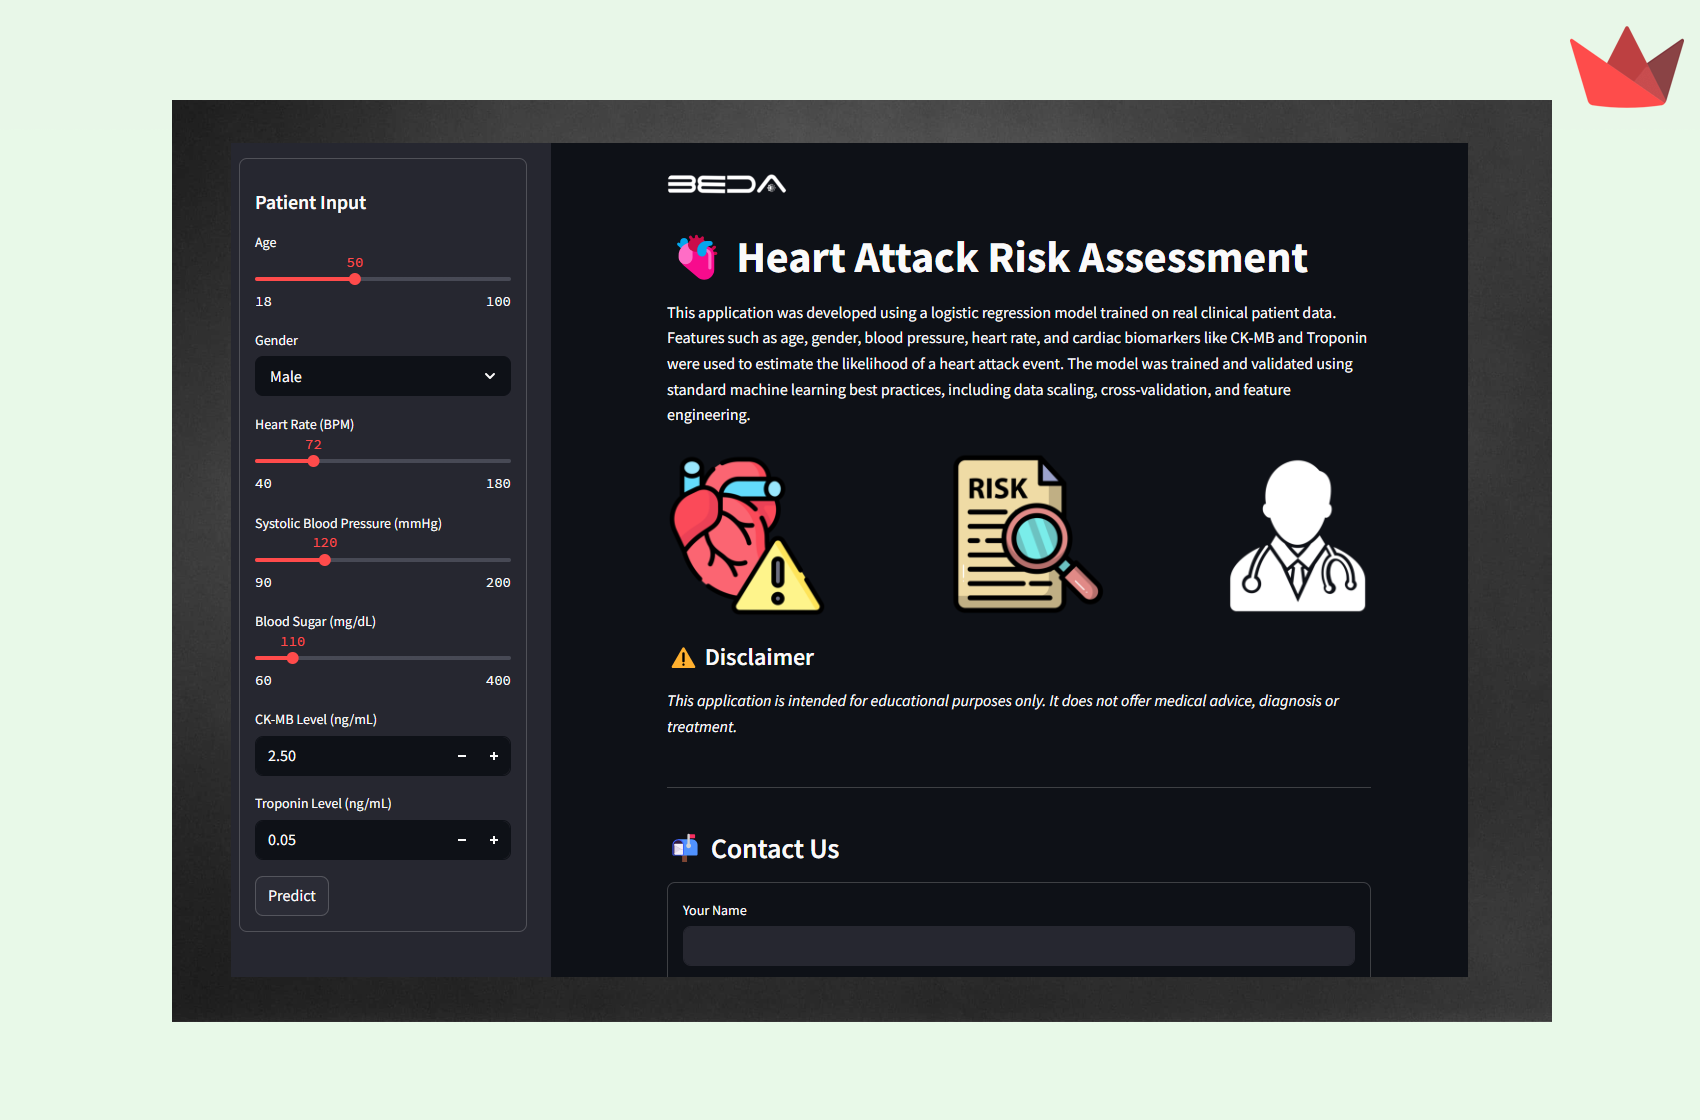 Patient Input
Age
50
18 100
Gender
Male
Heart Rate (BPM)
72
40 180
Systolic Blood Pressure (mmHg)
120
90 200
Blood Sugar (mg/dL)
110
60 400
CK-MB Level (ng/mL)
2.50 − +
Troponin Level (ng/mL)
0.05 − +
Predict
BEDA
Heart Attack Risk Assessment
This application was developed using a logistic regression model trained on real clinical patient data.
Features such as age, gender, blood pressure, heart rate, and cardiac biomarkers like CK-MB and Troponin
were used to estimate the likelihood of a heart attack event. The model was trained and validated using
standard machine learning best practices, including data scaling, cross-validation, and feature
engineering.
RISK
Disclaimer
This application is intended for educational purposes only. It does not offer medical advice, diagnosis or
treatment.
Contact Us
Your Name